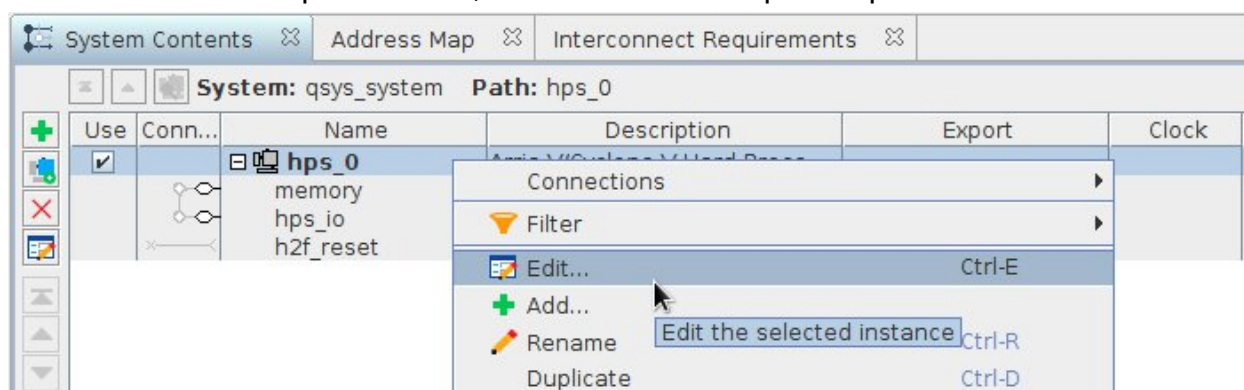 System Contents Address Map Interconnect Requirements
System: qsys_system Path: hps_0
Use Conn... Name Description Export Clock
hps_0
memory Connections
hps_io Filter
h2f_reset
Edit... Ctrl-E
Add...
Edit the selected instance
Rename Ctrl-R
Duplicate Ctrl-D